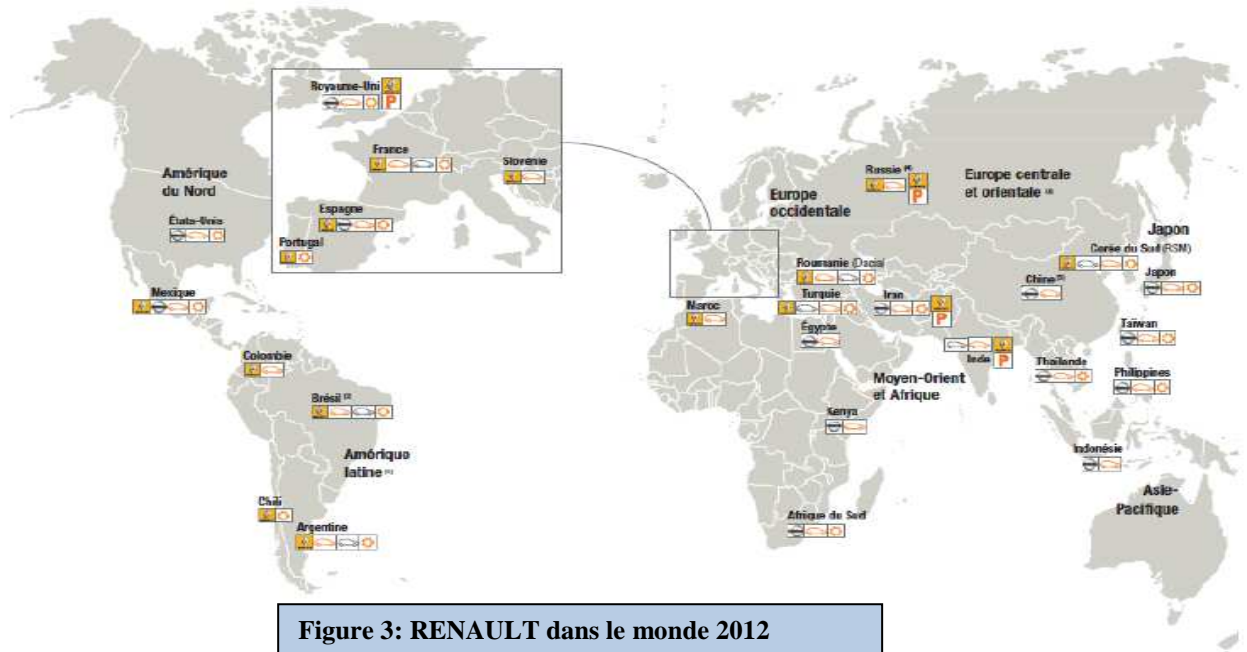 Royaume-Uni
P
France
Slovénie
Espagne
Portugal
Amérique
du Nord
États-Unis
Mexique
Colombie
Brésil
Amérique
latine
Chili
Argentine
Russie
P
Europe centrale
et orientale
Europe
occidentale
Japon
Corée du Sud (RSM)
Roumanie (Dacia)
Chine
Japon
Maroc
Turquie
Iran
P
Égypte
Taïwan
Inde
P
Thaïlande
Philippines
Moyen-Orient
et Afrique
Kenya
Indonésie
Asie-
Pacifique
Afrique du Sud
Figure 3: RENAULT dans le monde 2012